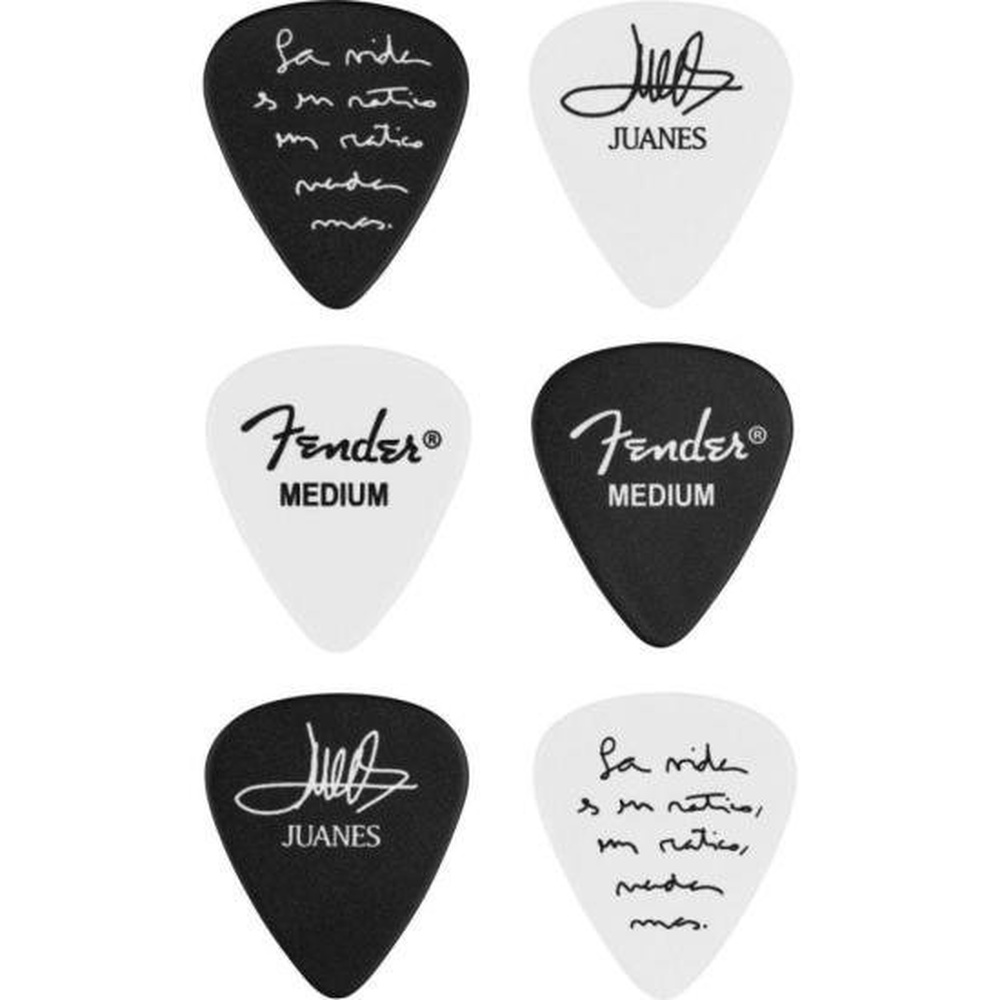 La vida
es un ratico
un ratico
nada
mas.
JUANES
Fender®
MEDIUM
Fender®
MEDIUM
JUANES
La vida
es un ratico,
un ratico,
nada
mas.